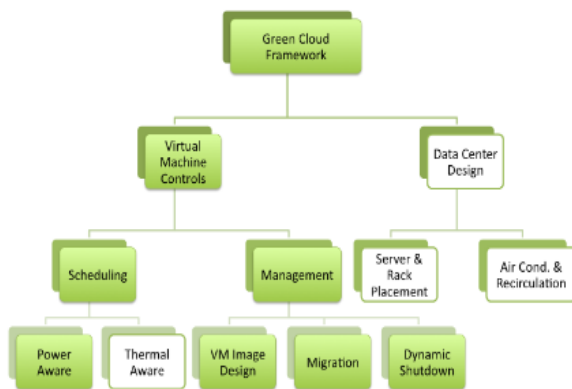 Green Cloud
Framework
Virtual
Machine
Controls
Data Center
Design
Scheduling
Management
Server &
Rack
Placement
Air Cond. &
Recirculation
Power
Aware
Thermal
Aware
VM Image
Design
Migration
Dynamic
Shutdown